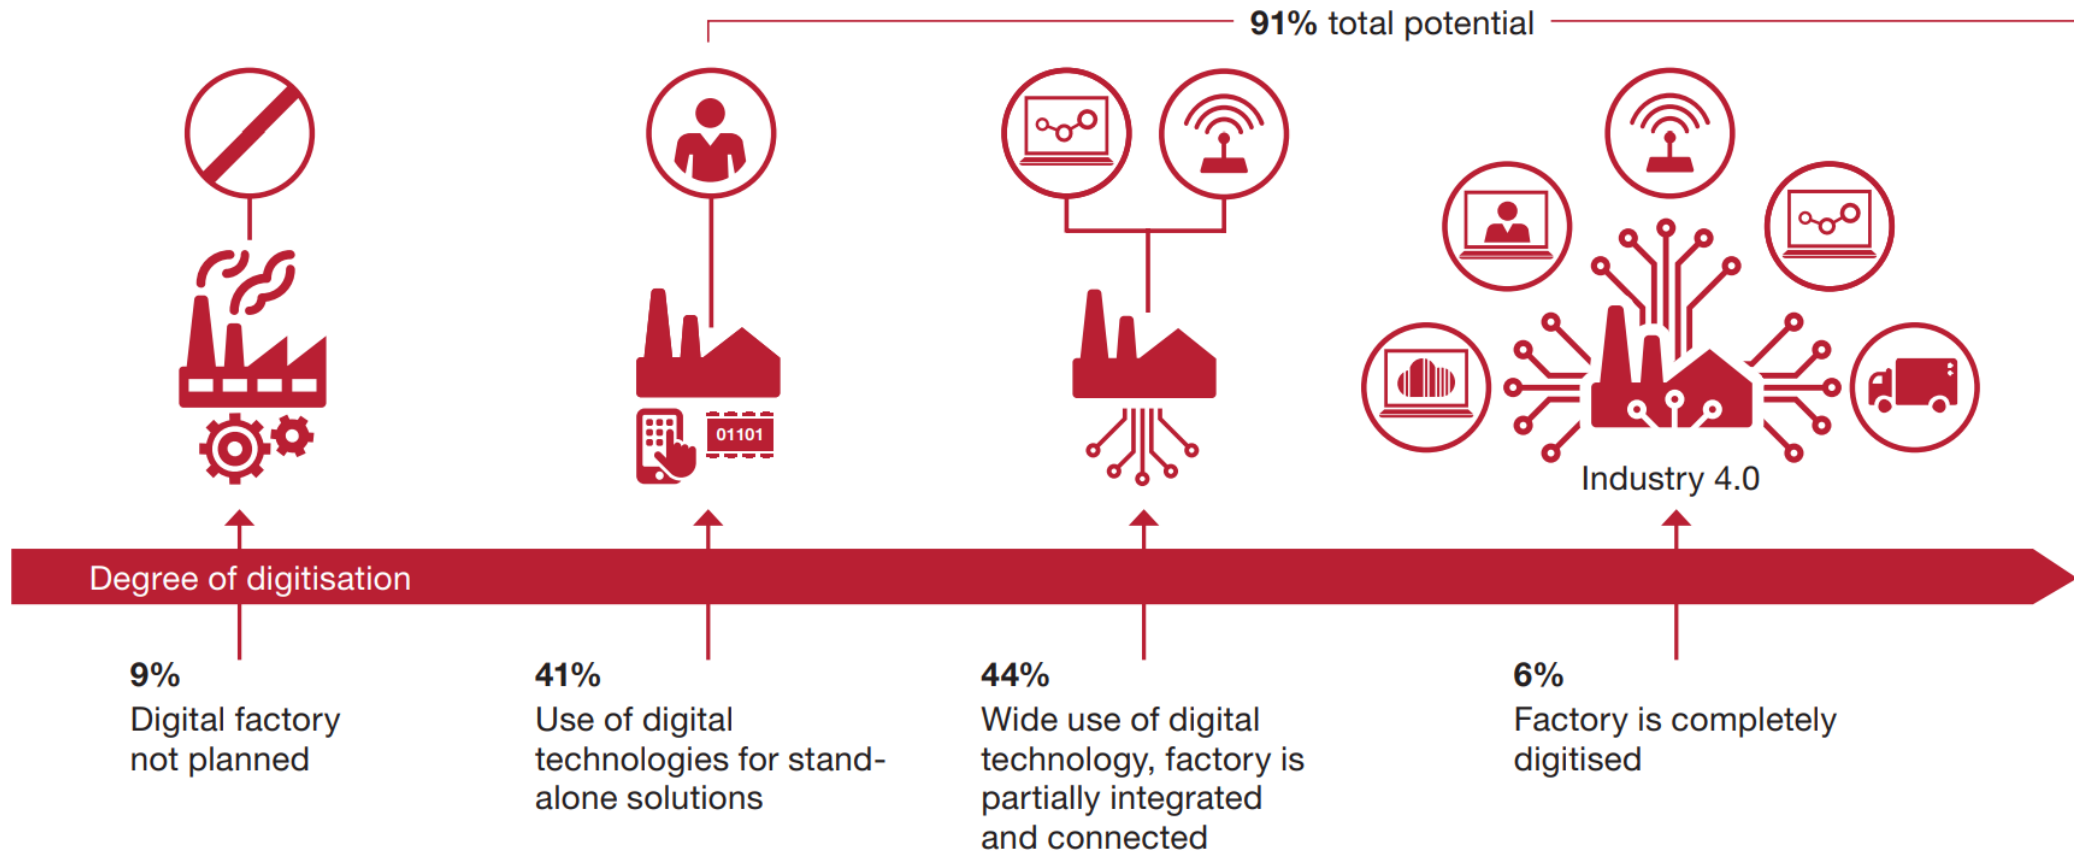 91% total potential
01101
Industry 4.0
Degree of digitisation
9%
Digital factory
not planned
41%
Use of digital
technologies for stand-
alone solutions
44%
Wide use of digital
technology, factory is
partially integrated
and connected
6%
Factory is completely
digitised